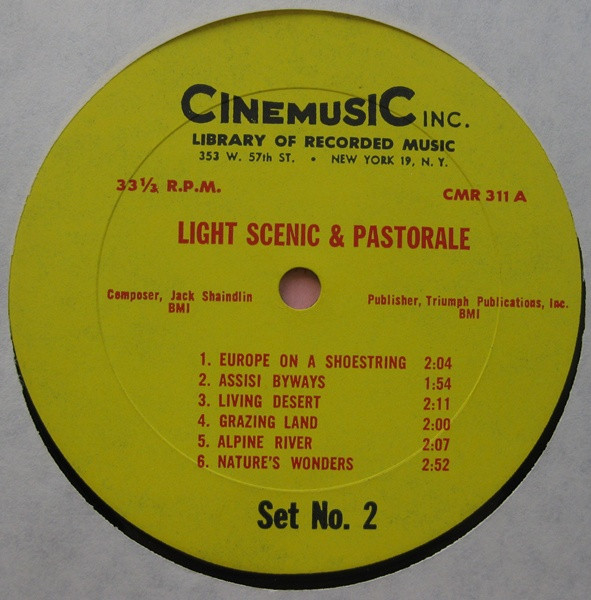 CINEMUSIC INC.
LIBRARY OF RECORDED MUSIC
353 W. 57th ST. • NEW YORK 19, N. Y.
33 1/3 R.P.M. CMR 311 A
LIGHT SCENIC & PASTORALE
Composer, Jack Shaindlin Publisher, Triumph Publications, Inc.
BMI BMI
1. EUROPE ON A SHOESTRING 2:04
2. ASSISI BYWAYS 1:54
3. LIVING DESERT 2:11
4. GRAZING LAND 2:00
5. ALPINE RIVER 2:07
6. NATURE'S WONDERS 2:52
Set No. 2